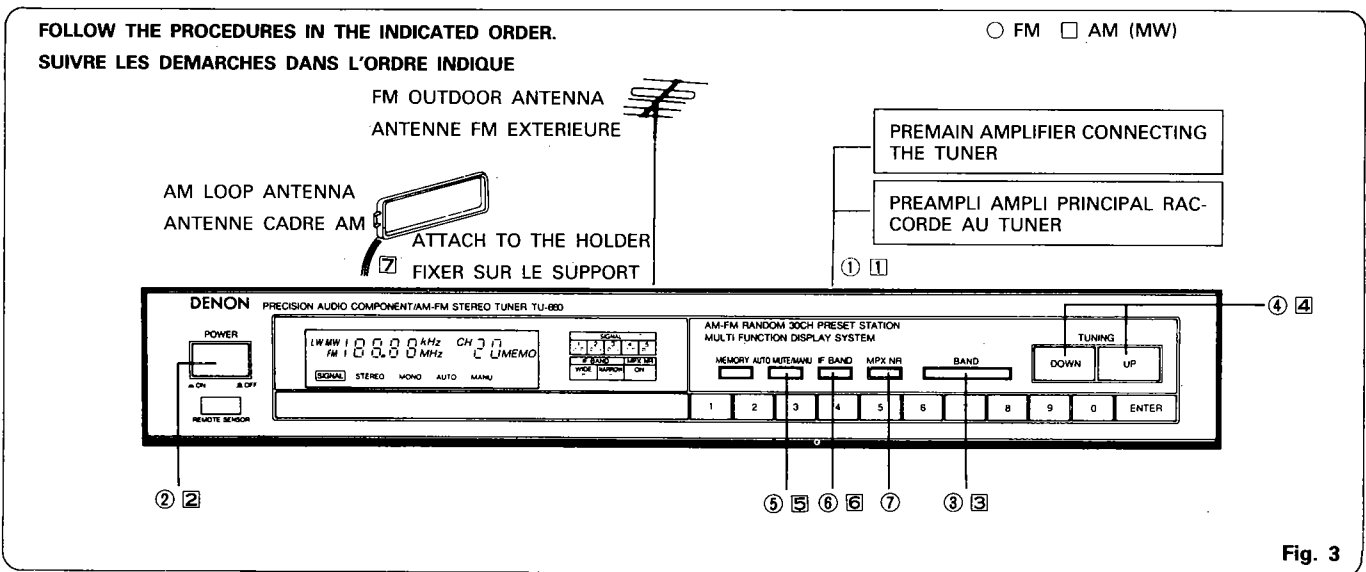 FOLLOW THE PROCEDURES IN THE INDICATED ORDER.
SUIVRE LES DEMARCHES DANS L'ORDRE INDIQUE
○ FM □ AM (MW)
FM OUTDOOR ANTENNA
ANTENNE FM EXTERIEURE
PREMAIN AMPLIFIER CONNECTING
THE TUNER
PREAMPLI AMPLI PRINCIPAL RAC-
CORDE AU TUNER
AM LOOP ANTENNA
ANTENNE CADRE AM
ATTACH TO THE HOLDER
7 FIXER SUR LE SUPPORT
① 1
DENON PRECISION AUDIO COMPONENT/AM-FM STEREO TUNER TU-660
POWER
ON OFF
REMOTE SENSOR
LW MW kHz CH
FM MHz MEMO
SIGNAL STEREO MONO AUTO MANU
SIGNAL
1 2 3 4 5
IF BAND MPX NR
WIDE NARROW ON
AM-FM RANDOM 30CH PRESET STATION
MULTI FUNCTION DISPLAY SYSTEM
MEMORY AUTO MUTE/MANU IF BAND MPX NR BAND
TUNING
DOWN UP
④ 4
1 2 3 4 5 6 7 8 9 0 ENTER
② 2
⑤ 5 ⑥ 6 ⑦ ③ 3
Fig. 3